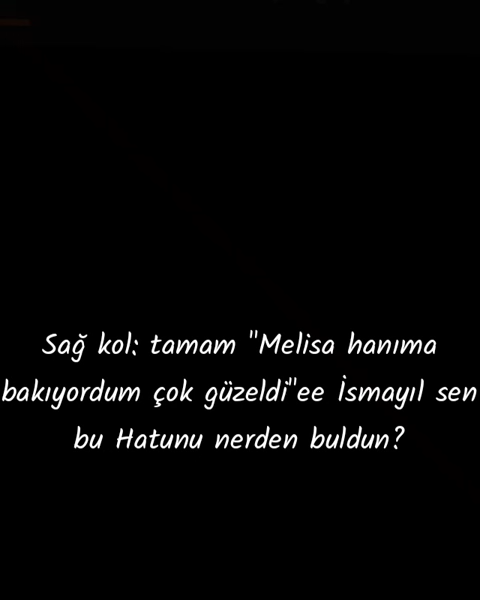 Sağ kol: tamam "Melisa hanıma
bakıyordum çok güzeldi"ee İsmayıl sen
bu Hatunu nerden buldun?